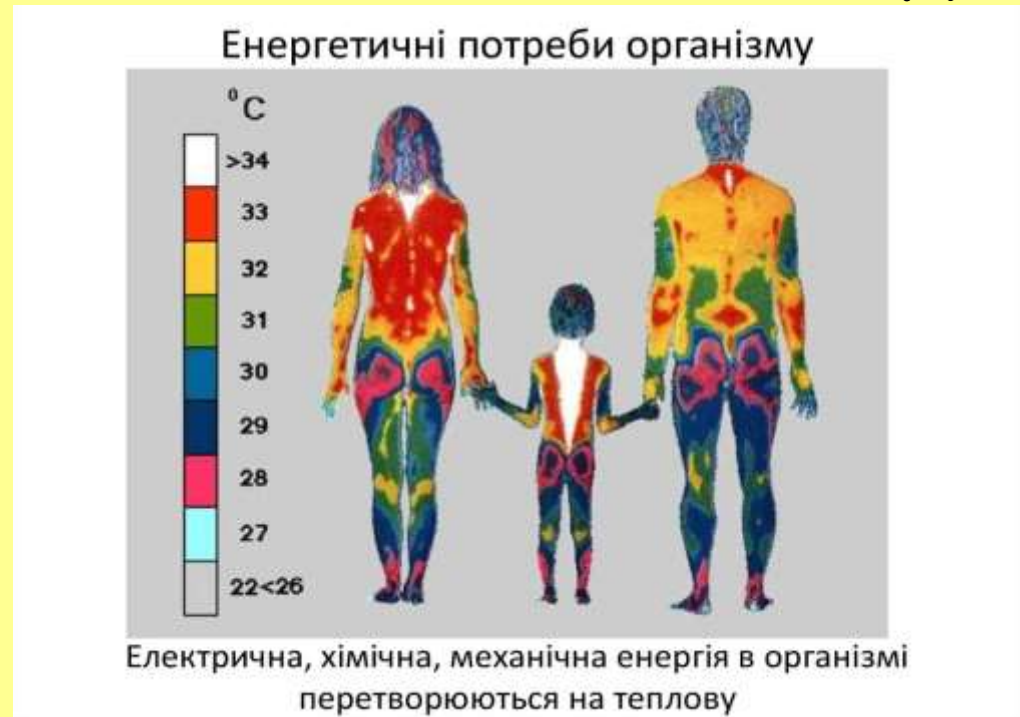 Енергетичні потреби організму
⁰C
>34
33
32
31
30
29
28
27
22<26
Електрична, хімічна, механічна енергія в організмі
перетворюються на теплову